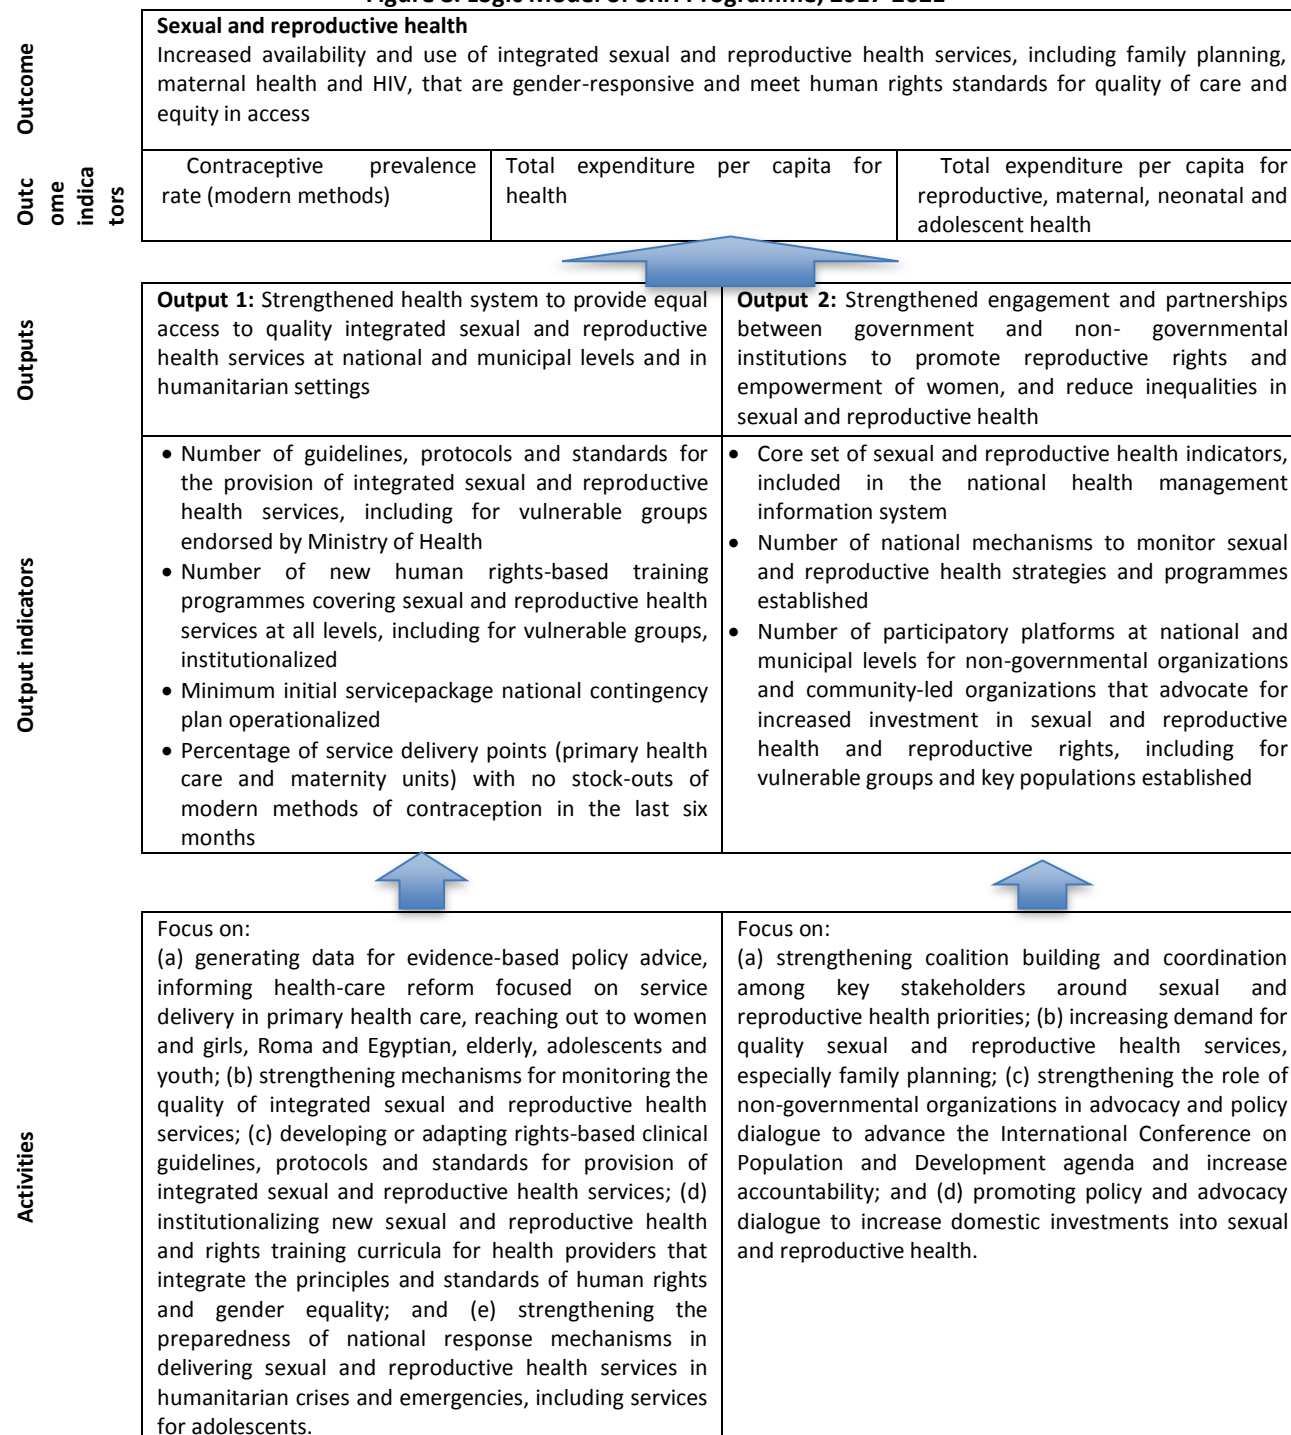 Figure 3: Logic Model of SRH Programme, 2017-2021
Outcome
Sexual and reproductive health
Increased availability and use of integrated sexual and reproductive health services, including family planning,
maternal health and HIV, that are gender-responsive and meet human rights standards for quality of care and
equity in access
Outc
ome
indica
tors
Contraceptive prevalence
rate (modern methods)
Total expenditure per capita for
health
Total expenditure per capita for
reproductive, maternal, neonatal and
adolescent health
Outputs
Output 1: Strengthened health system to provide equal
access to quality integrated sexual and reproductive
health services at national and municipal levels and in
humanitarian settings
Output 2: Strengthened engagement and partnerships
between government and non- governmental
institutions to promote reproductive rights and
empowerment of women, and reduce inequalities in
sexual and reproductive health
Output indicators
• Number of guidelines, protocols and standards for
the provision of integrated sexual and reproductive
health services, including for vulnerable groups
endorsed by Ministry of Health
• Number of new human rights-based training
programmes covering sexual and reproductive health
services at all levels, including for vulnerable groups,
institutionalized
• Minimum initial servicepackage national contingency
plan operationalized
• Percentage of service delivery points (primary health
care and maternity units) with no stock-outs of
modern methods of contraception in the last six
months
• Core set of sexual and reproductive health indicators,
included in the national health management
information system
• Number of national mechanisms to monitor sexual
and reproductive health strategies and programmes
established
• Number of participatory platforms at national and
municipal levels for non-governmental organizations
and community-led organizations that advocate for
increased investment in sexual and reproductive
health and reproductive rights, including for
vulnerable groups and key populations established
Activities
Focus on:
(a) generating data for evidence-based policy advice,
informing health-care reform focused on service
delivery in primary health care, reaching out to women
and girls, Roma and Egyptian, elderly, adolescents and
youth; (b) strengthening mechanisms for monitoring the
quality of integrated sexual and reproductive health
services; (c) developing or adapting rights-based clinical
guidelines, protocols and standards for provision of
integrated sexual and reproductive health services; (d)
institutionalizing new sexual and reproductive health
and rights training curricula for health providers that
integrate the principles and standards of human rights
and gender equality; and (e) strengthening the
preparedness of national response mechanisms in
delivering sexual and reproductive health services in
humanitarian crises and emergencies, including services
for adolescents.
Focus on:
(a) strengthening coalition building and coordination
among key stakeholders around sexual and
reproductive health priorities; (b) increasing demand for
quality sexual and reproductive health services,
especially family planning; (c) strengthening the role of
non-governmental organizations in advocacy and policy
dialogue to advance the International Conference on
Population and Development agenda and increase
accountability; and (d) promoting policy and advocacy
dialogue to increase domestic investments into sexual
and reproductive health.